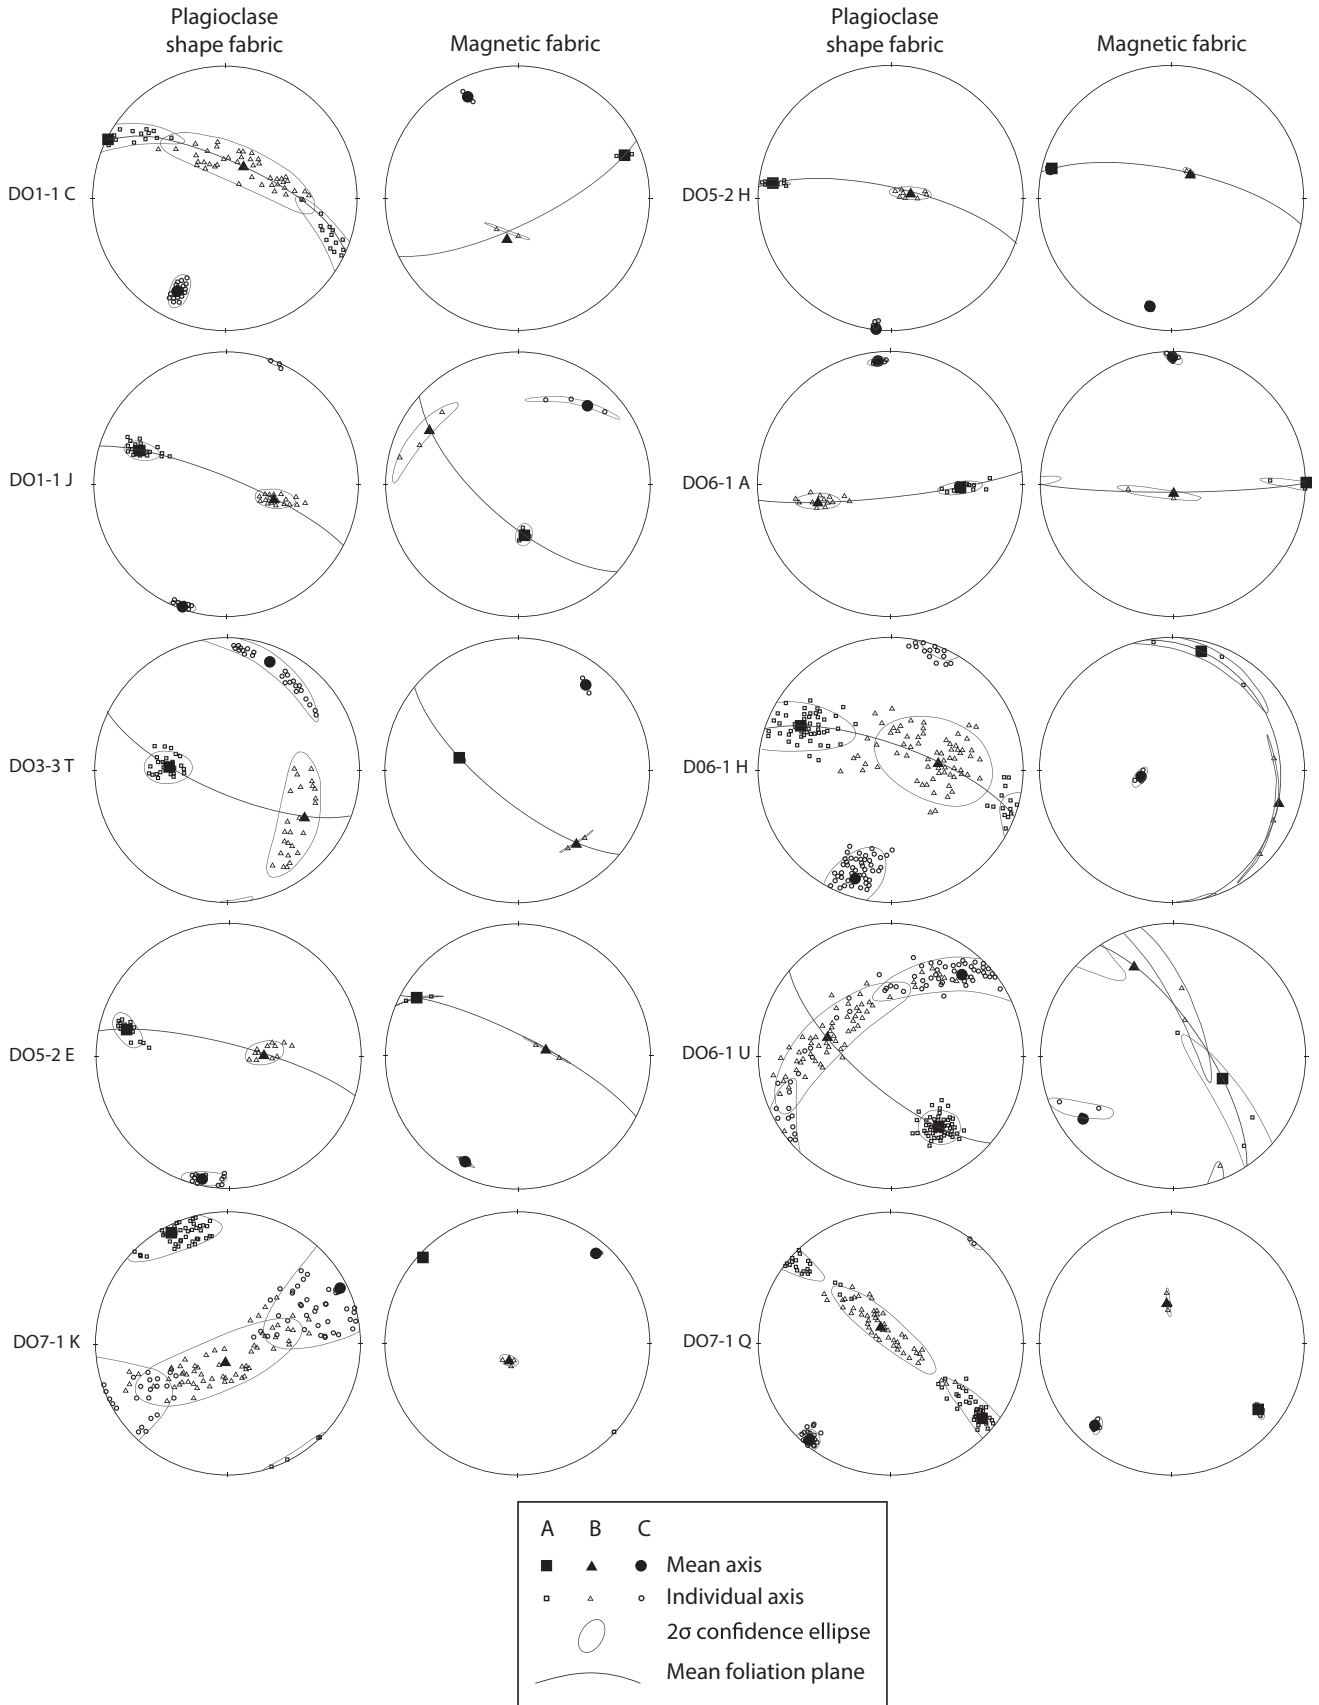 Plagioclase
shape fabric
Magnetic fabric
Plagioclase
shape fabric
Magnetic fabric
DO1-1 C
DO5-2 H
DO1-1 J
DO6-1 A
DO3-3 T
D06-1 H
DO5-2 E
DO6-1 U
DO7-1 K
DO7-1 Q
A B C
Mean axis
Individual axis
2σ confidence ellipse
Mean foliation plane